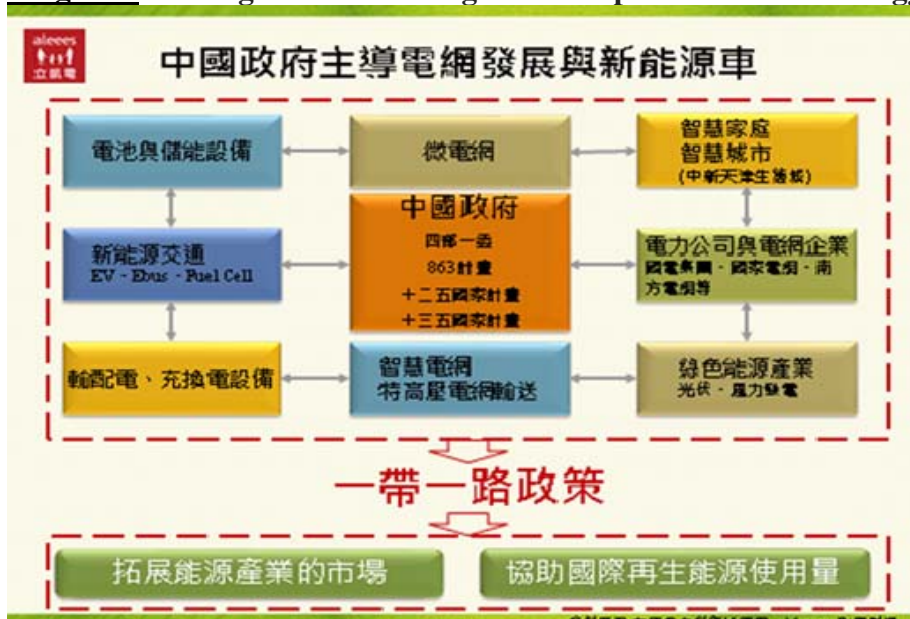 aleees
立凱電
中國政府主導電網發展與新能源車
電池與儲能設備
微電網
智慧家庭
智慧城市
(中新天津生態城)
新能源交通
EV、Ebus、Fuel Cell
中國政府
四部一委
863計畫
十二五國家計畫
十三五國家計畫
電力公司與電網企業
國電集團、國家電網、南
方電網等
輸配電、充換電設備
智慧電網
特高壓電網輸送
綠色能源產業
光伏、風力發電
一帶一路政策
拓展能源產業的市場
協助國際再生能源使用量